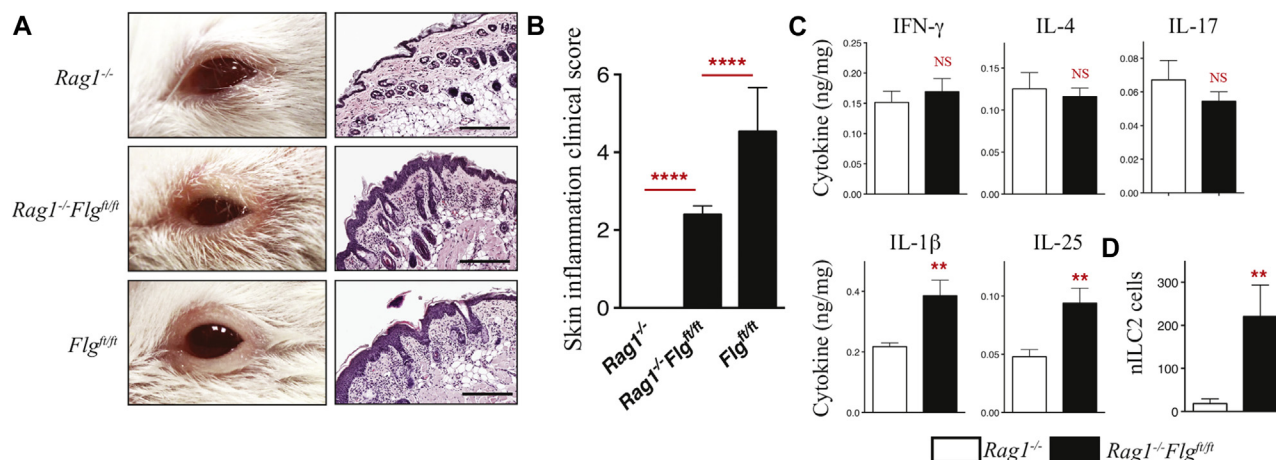 A
Rag1-/-
Rag1-/-Flgft/ft
Flgft/ft
B
Skin inflammation clinical score
6
4
2
0
****
****
Rag1-/-
Rag1-/-Flgft/ft
Flgft/ft
C
IFN-γ
IL-4
IL-17
Cytokine (ng/mg)
0.20
0.15
0.10
0.05
0.00
NS
0.15
0.10
0.05
0.00
NS
0.08
0.06
0.04
0.02
0.00
NS
IL-1β
IL-25
Cytokine (ng/mg)
0.4
0.2
0.0
**
0.10
0.05
0.00
**
D
nILC2 cells
300
200
100
0
**
Rag1-/-
Rag1-/-Flgft/ft